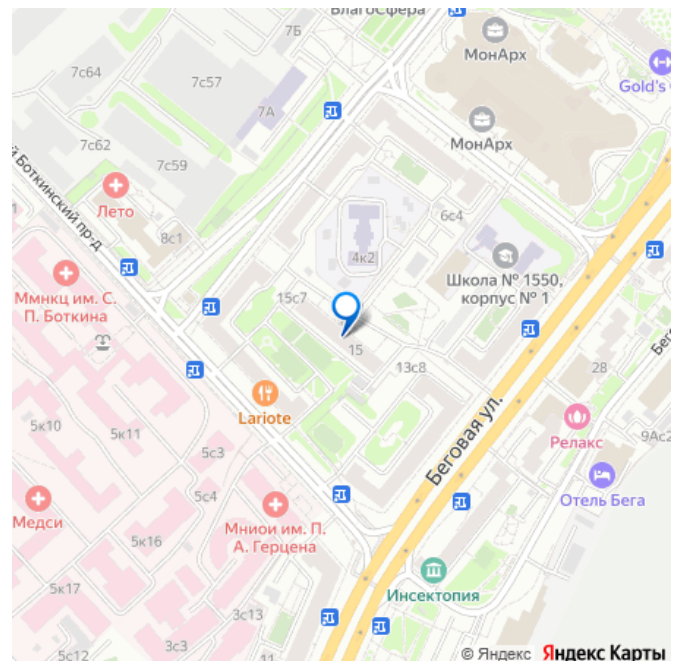 БлагоСфера
7Б
МонАрх
7с64
7с57
Gold's
7А
7с62
МонАрх
7с59
Боткинский пр-д
Лето
6с4
8с1
4к2
Школа № 1550,
корпус № 1
Ммнкц им. С.
П. Боткина
15с7
15
13с8
28
Lariote
Беговая ул.
5к10
5к11
Релакс
5с3
Отель Бега
5с4
Медси
Мниои им. П.
А. Герцена
5к16
Инсектопия
5к17
3с3
5с12
11
© Яндекс Яндекс Карты